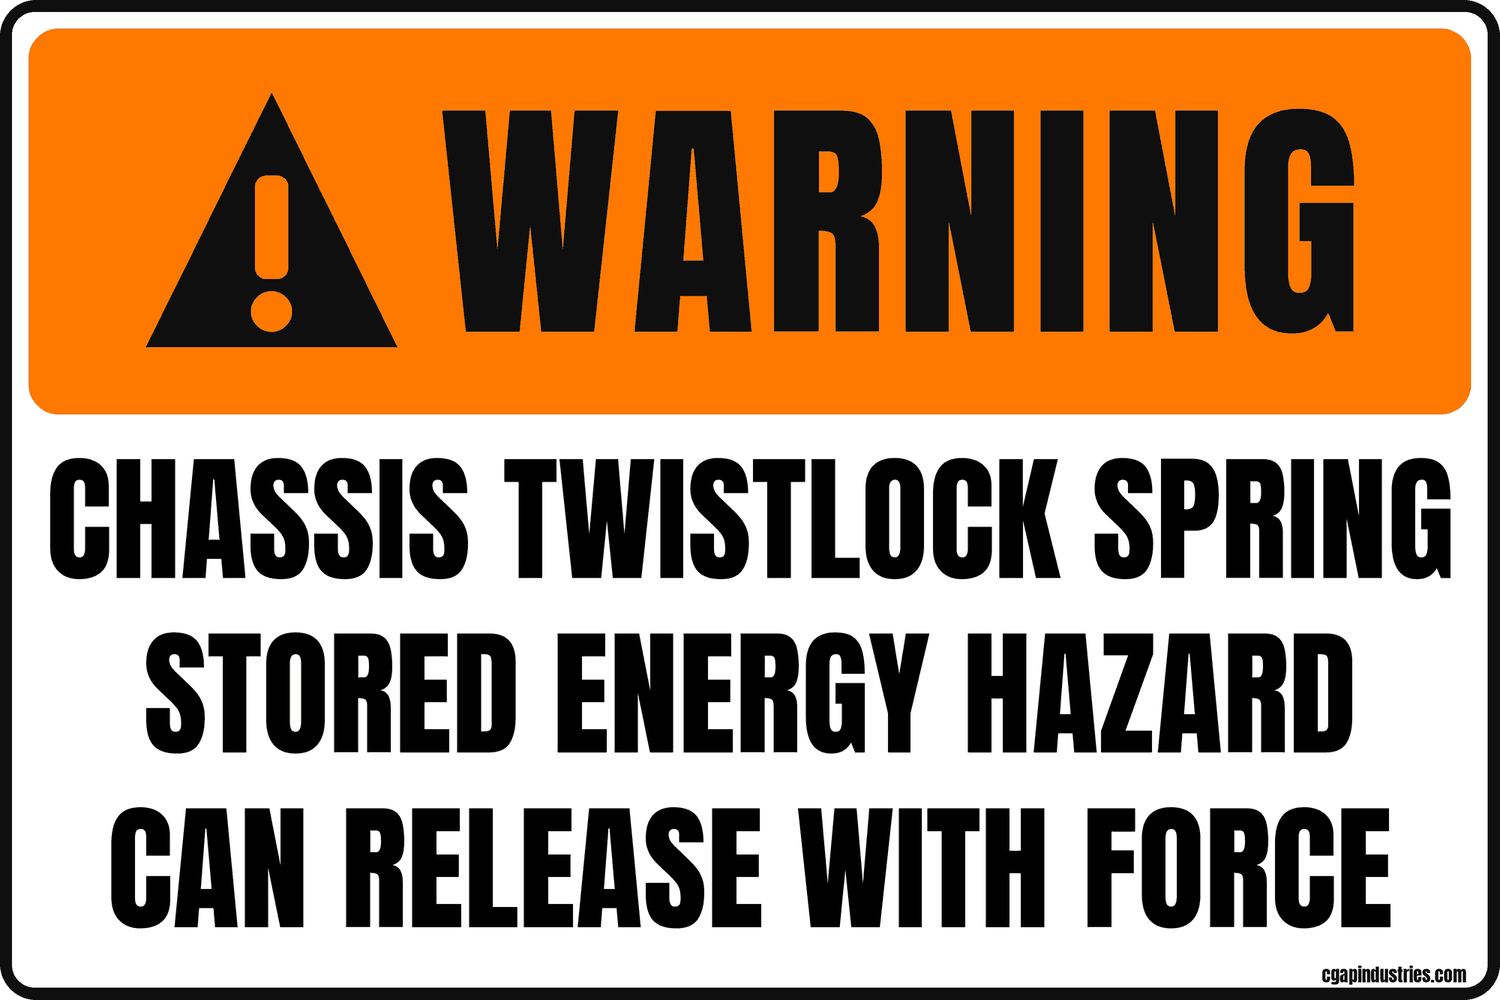 WARNING
CHASSIS TWISTLOCK SPRING
STORED ENERGY HAZARD
CAN RELEASE WITH FORCE
cgapindustries.com